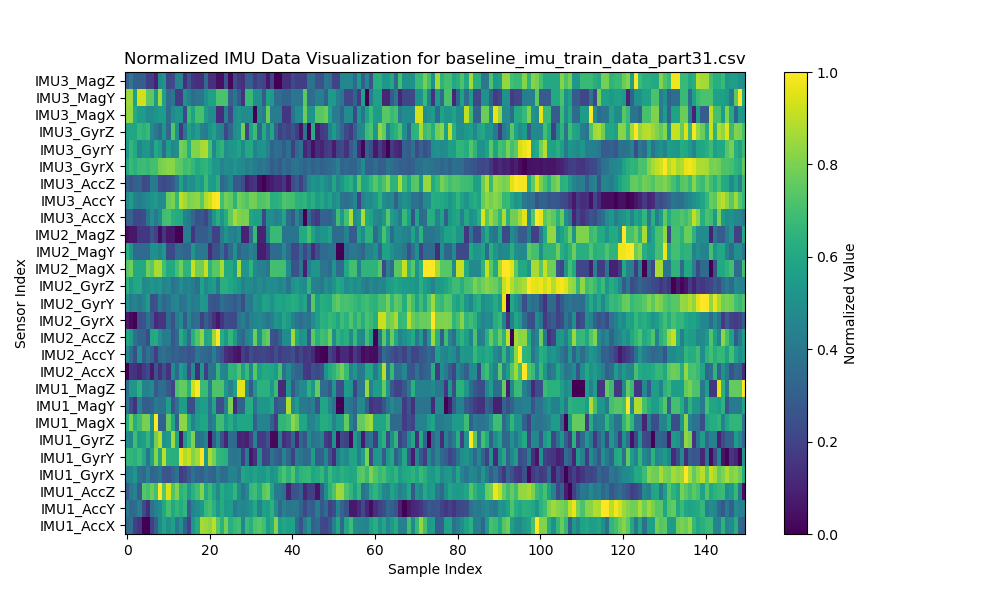 Normalized IMU Data Visualization for baseline_imu_train_data_part31.csv
IMU3_MagZ
IMU3_MagY
IMU3_MagX
IMU3_GyrZ
IMU3_GyrY
IMU3_GyrX
IMU3_AccZ
IMU3_AccY
IMU3_AccX
IMU2_MagZ
IMU2_MagY
IMU2_MagX
IMU2_GyrZ
IMU2_GyrY
IMU2_GyrX
IMU2_AccZ
IMU2_AccY
IMU2_AccX
IMU1_MagZ
IMU1_MagY
IMU1_MagX
IMU1_GyrZ
IMU1_GyrY
IMU1_GyrX
IMU1_AccZ
IMU1_AccY
IMU1_AccX
Sensor Index
0 20 40 60 80 100 120 140
Sample Index
1.0
0.8
0.6
0.4
0.2
0.0
Normalized Value